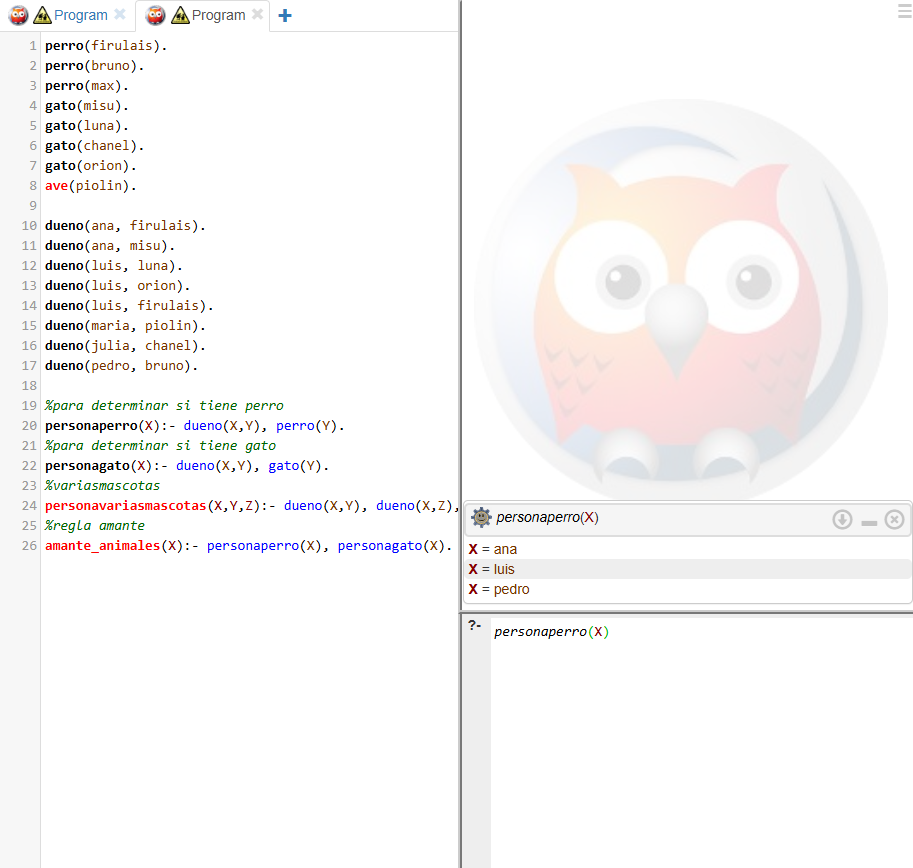 Program Program
1 perro(firulais).
2 perro(bruno).
3 perro(max).
4 gato(misu).
5 gato(luna).
6 gato(chanel).
7 gato(orion).
8 ave(piolin).
9
10 dueno(ana, firulais).
11 dueno(ana, misu).
12 dueno(luis, luna).
13 dueno(luis, orion).
14 dueno(luis, firulais).
15 dueno(maria, piolin).
16 dueno(julia, chanel).
17 dueno(pedro, bruno).
18
19 %para determinar si tiene perro
20 personaperro(X):- dueno(X,Y), perro(Y).
21 %para determinar si tiene gato
22 personagato(X):- dueno(X,Y), gato(Y).
23 %variasmascotas
24 personavariasmascotas(X,Y,Z):- dueno(X,Y), dueno(X,Z),
25 %regla amante
26 amante_animales(X):- personaperro(X), personagato(X).
personaperro(X)
X = ana
X = luis
X = pedro
?- personaperro(X)